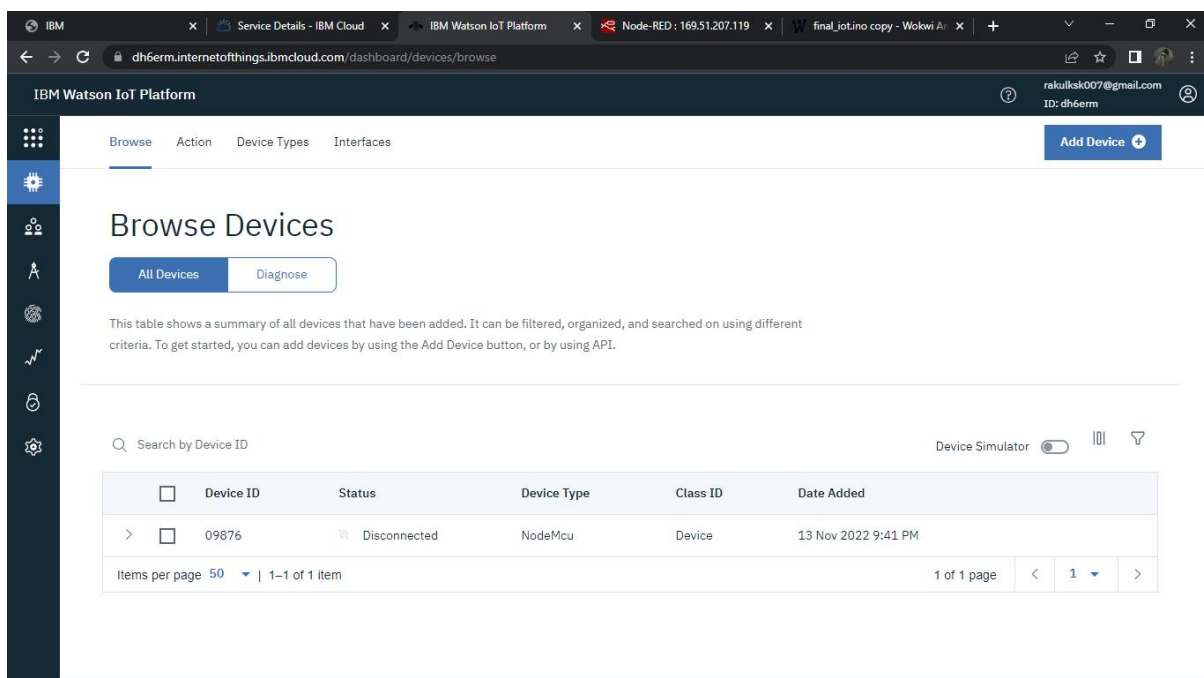 IBM
Service Details - IBM Cloud
IBM Watson IoT Platform
Node-RED : 169.51.207.119
final_iot.ino copy - Wokwi Ar
dh6erm.internetofthings.ibmcloud.com/dashboard/devices/browse
IBM Watson IoT Platform
rakulksk007@gmail.com
ID: dh6erm
Browse Action Device Types Interfaces
Add Device
Browse Devices
All Devices Diagnose
This table shows a summary of all devices that have been added. It can be filtered, organized, and searched on using different
criteria. To get started, you can add devices by using the Add Device button, or by using API.
Search by Device ID
Device Simulator
Device ID Status Device Type Class ID Date Added
09876 Disconnected NodeMcu Device 13 Nov 2022 9:41 PM
Items per page 50 | 1–1 of 1 item
1 of 1 page 1